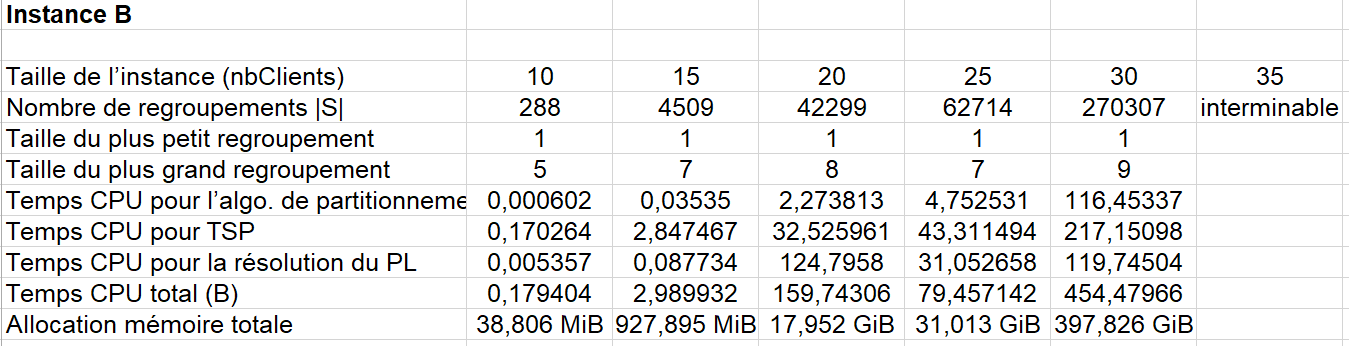 Instance B
Taille de l’instance (nbClients) 10 15 20 25 30 35
Nombre de regroupements |S| 288 4509 42299 62714 270307 interminable
Taille du plus petit regroupement 1 1 1 1 1
Taille du plus grand regroupement 5 7 8 7 9
Temps CPU pour l’algo. de partitionneme 0,000602 0,03535 2,273813 4,752531 116,45337
Temps CPU pour TSP 0,170264 2,847467 32,525961 43,311494 217,15098
Temps CPU pour la résolution du PL 0,005357 0,087734 124,7958 31,052658 119,74504
Temps CPU total (B) 0,179404 2,989932 159,74306 79,457142 454,47966
Allocation mémoire totale 38,806 MiB 927,895 MiB 17,952 GiB 31,013 GiB 397,826 GiB